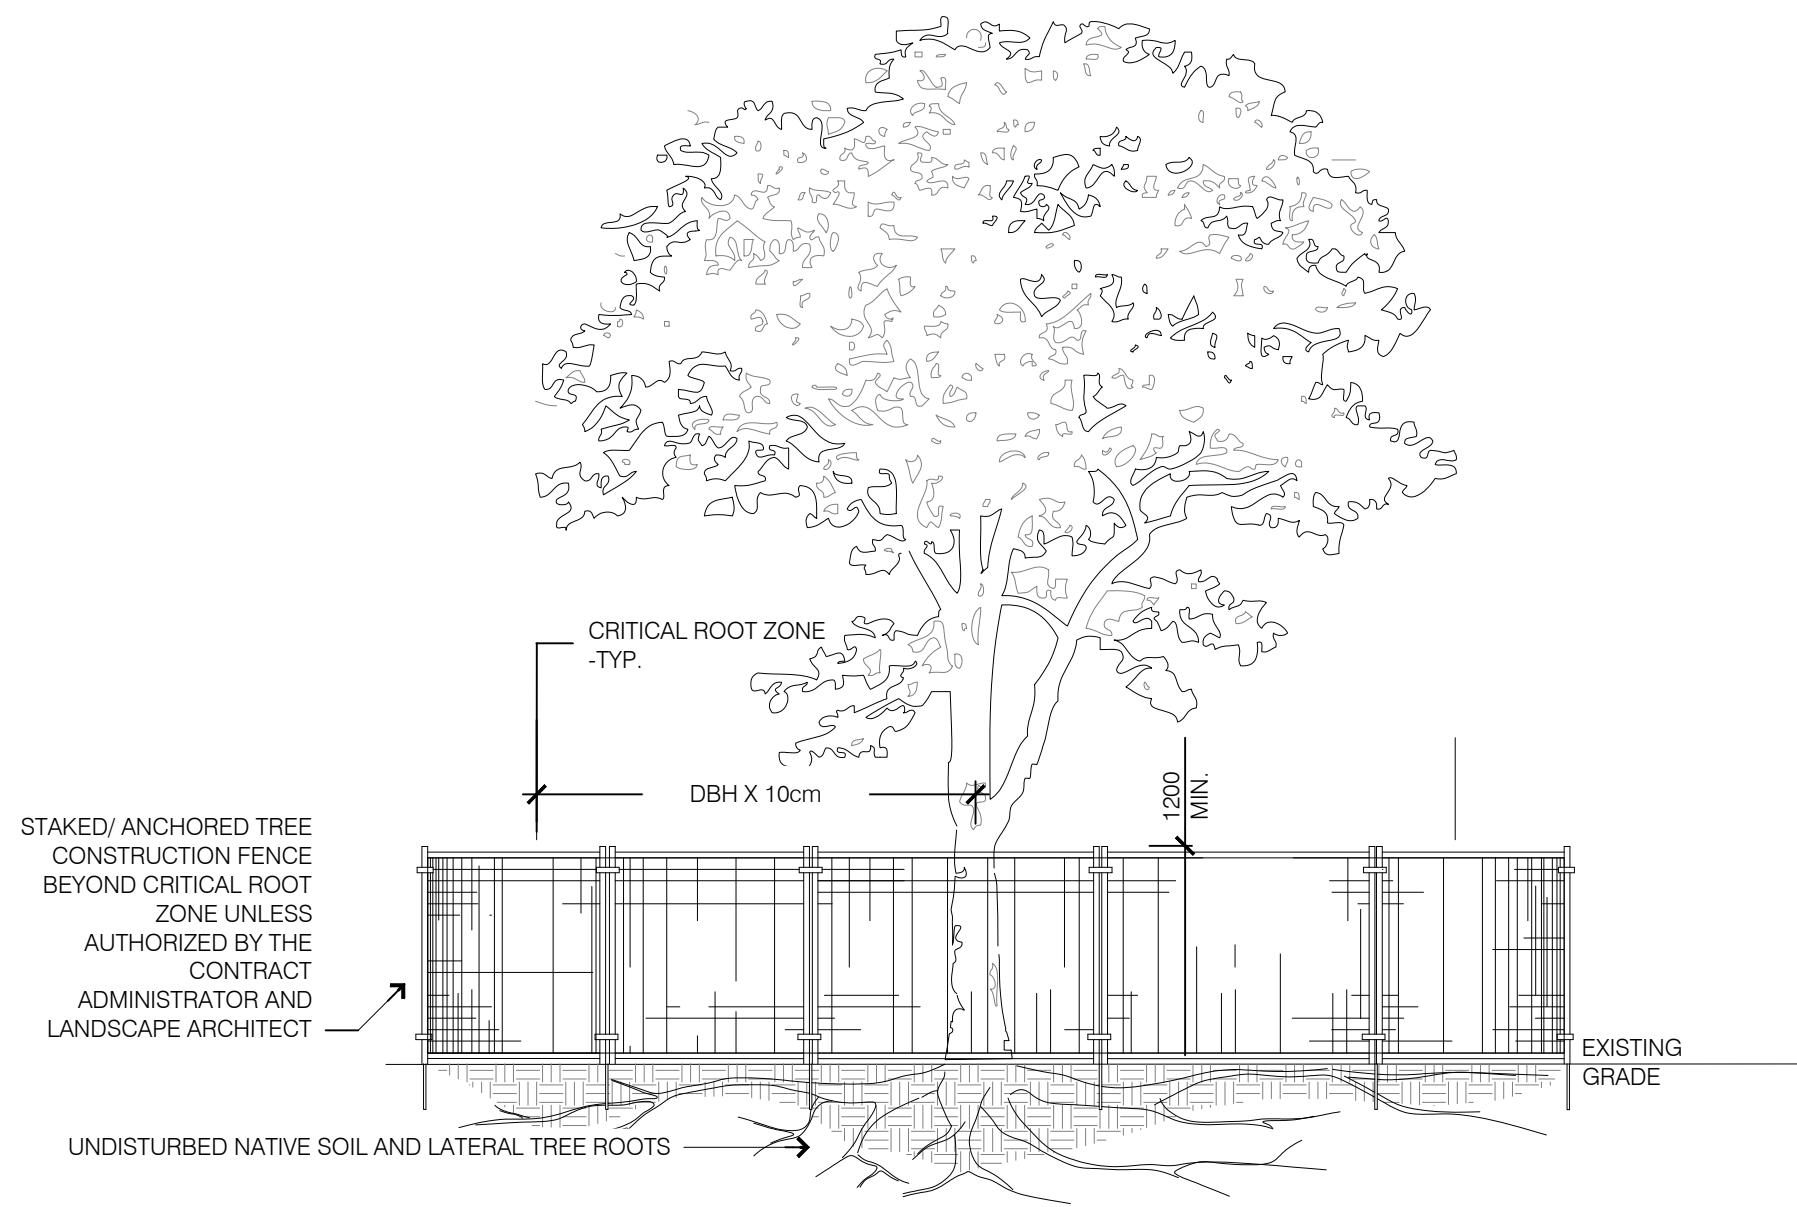 CRITICAL ROOT ZONE
-TYP.
DBH X 10cm
1200
MIN.
STAKED/ ANCHORED TREE
CONSTRUCTION FENCE
BEYOND CRITICAL ROOT
ZONE UNLESS
AUTHORIZED BY THE
CONTRACT
ADMINISTRATOR AND
LANDSCAPE ARCHITECT
EXISTING
GRADE
UNDISTURBED NATIVE SOIL AND LATERAL TREE ROOTS